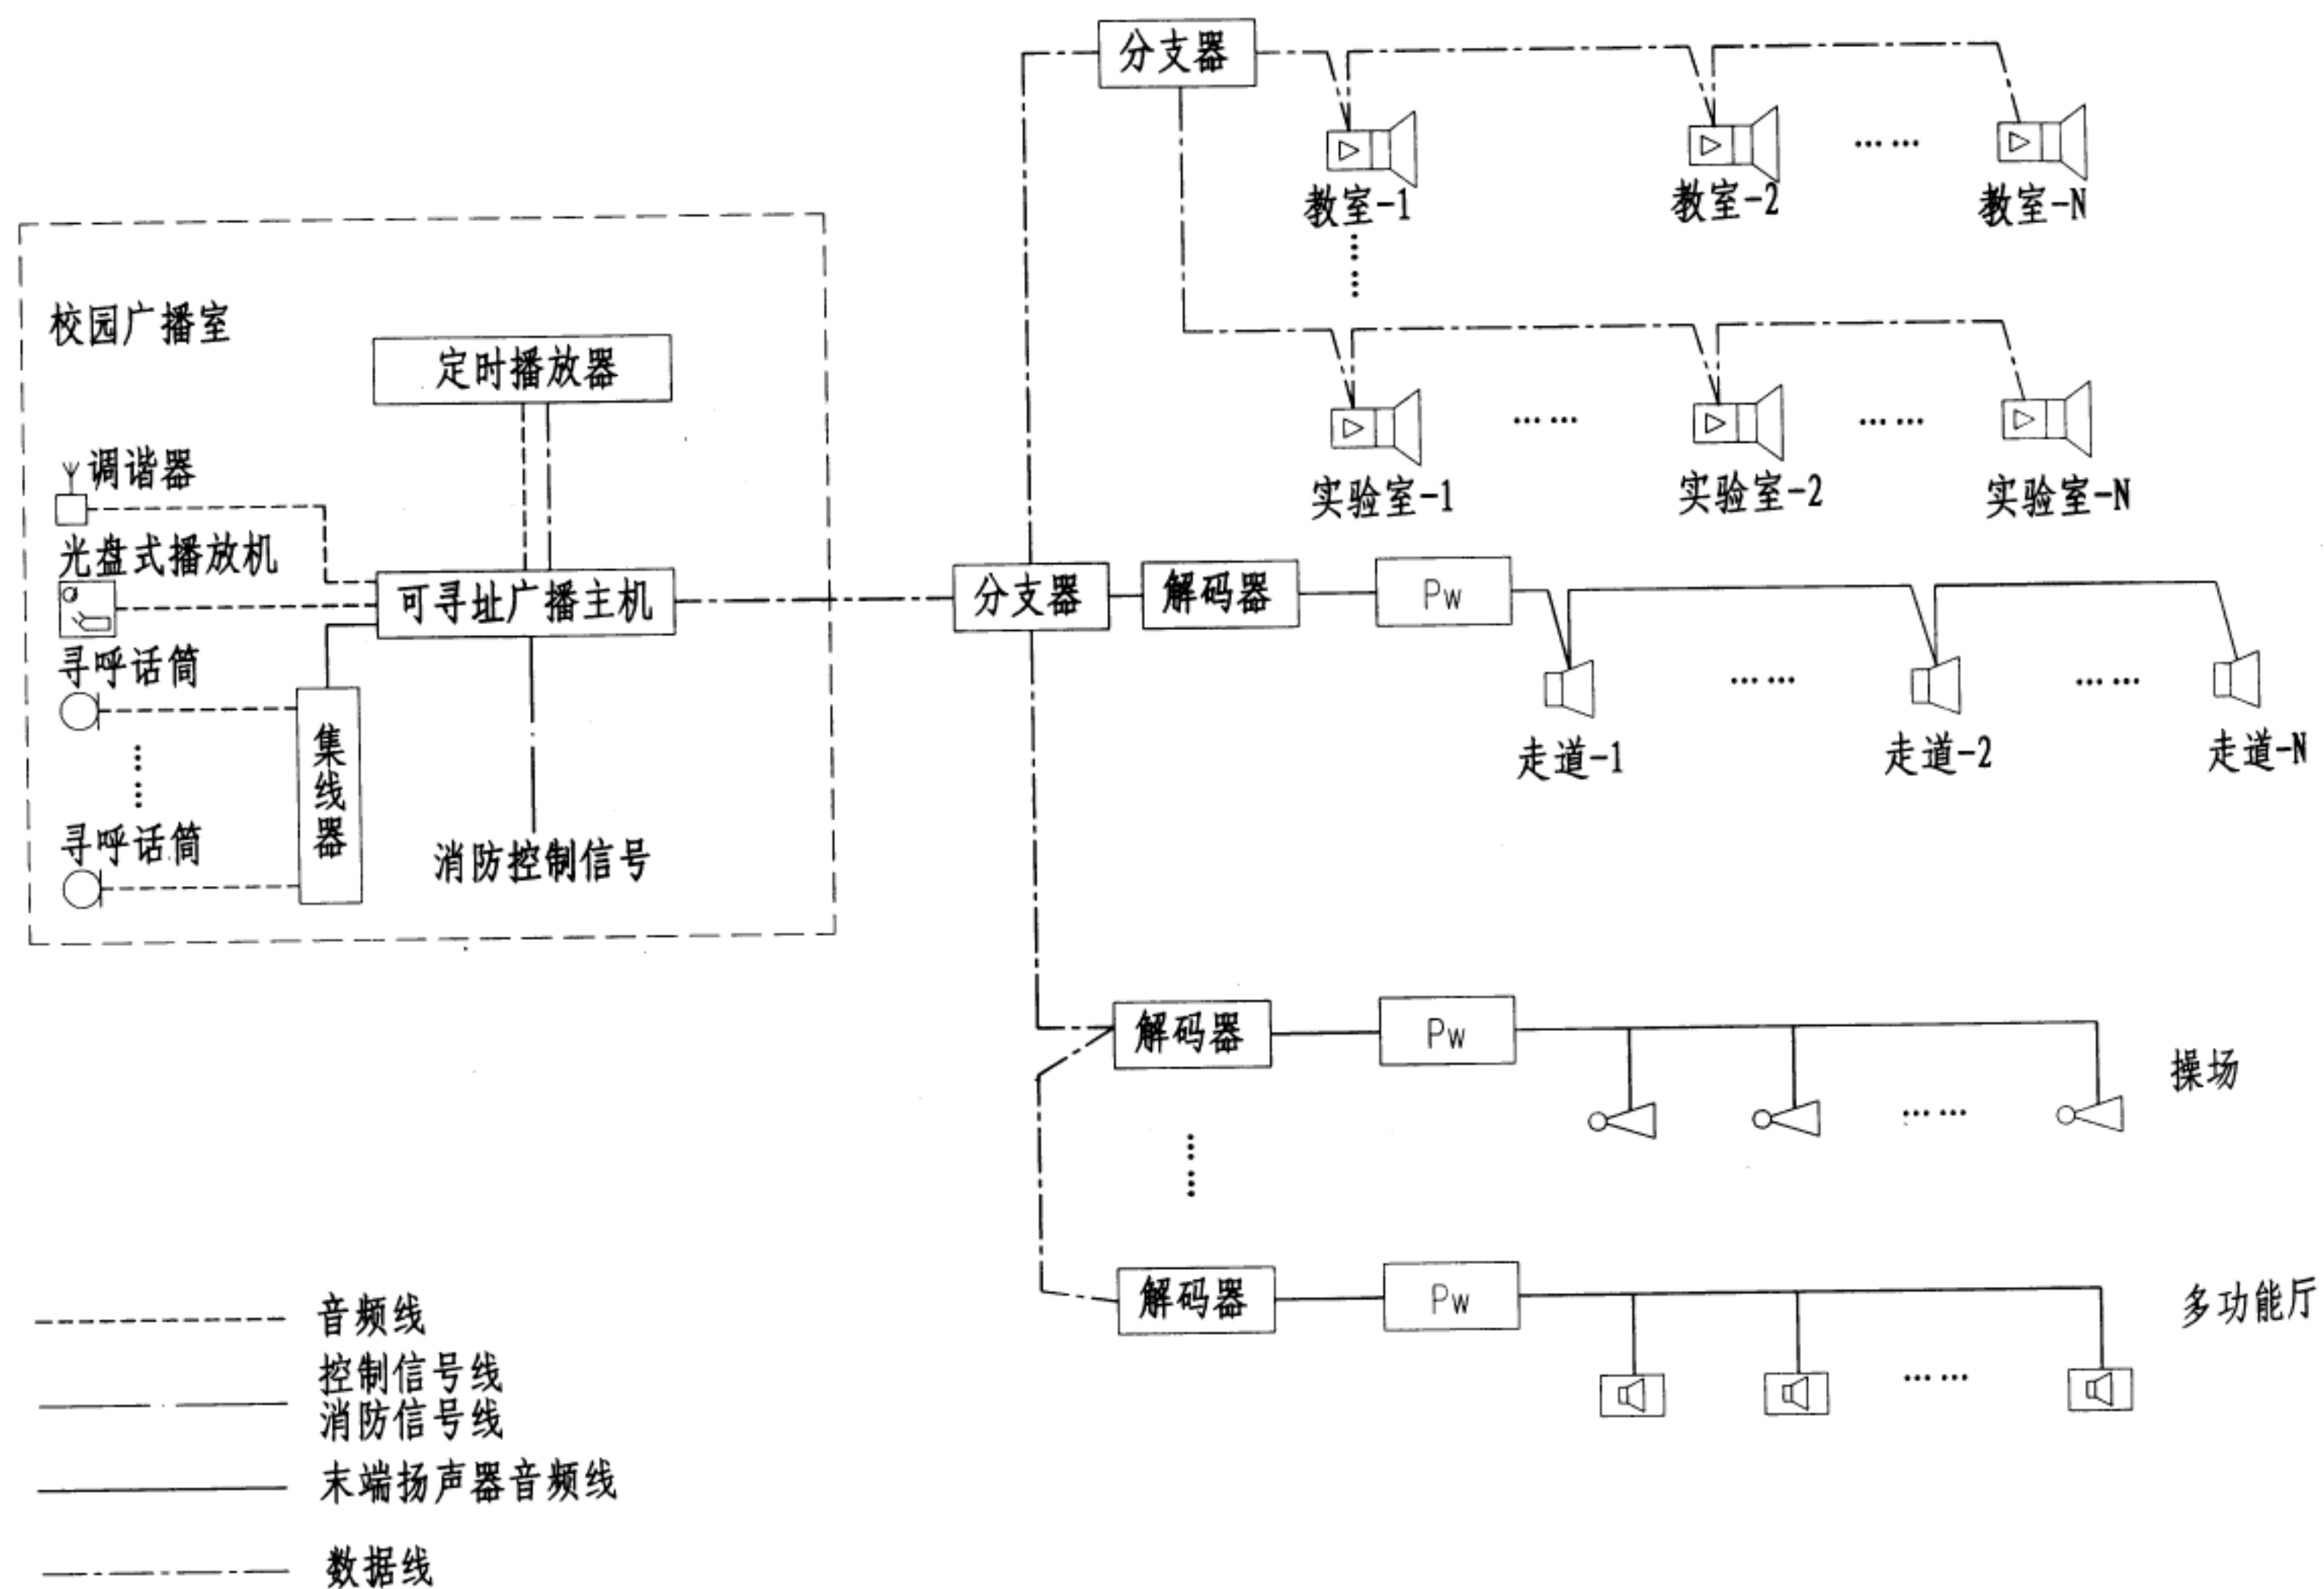 分支器
教室-1
教室-2
教室-N
校园广播室
定时播放器
调谐器
实验室-1
实验室-2
实验室-N
光盘式播放机
可寻址广播主机
分支器
解码器
Pw
寻呼话筒
集线器
走道-1
走道-2
走道-N
寻呼话筒
消防控制信号
解码器
Pw
操场
解码器
Pw
多功能厅
音频线
控制信号线
消防信号线
末端扬声器音频线
数据线